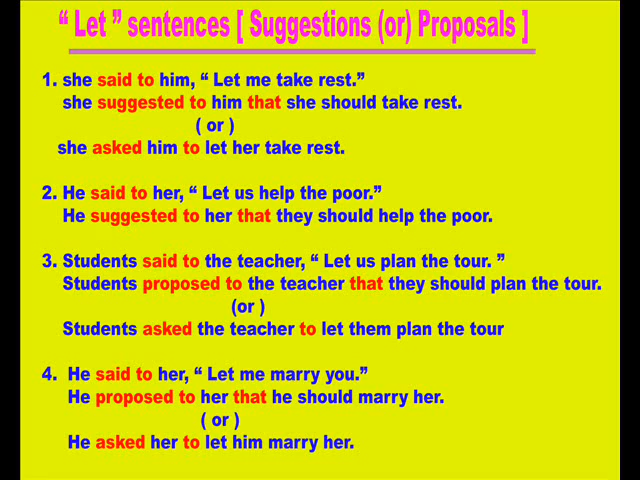 “ Let ” sentences [ Suggestions (or) Proposals ]
1. she said to him, “ Let me take rest.”
she suggested to him that she should take rest.
( or )
she asked him to let her take rest.
2. He said to her, “ Let us help the poor.”
He suggested to her that they should help the poor.
3. Students said to the teacher, “ Let us plan the tour. ”
Students proposed to the teacher that they should plan the tour.
(or )
Students asked the teacher to let them plan the tour
4. He said to her, “ Let me marry you.”
He proposed to her that he should marry her.
( or )
He asked her to let him marry her.